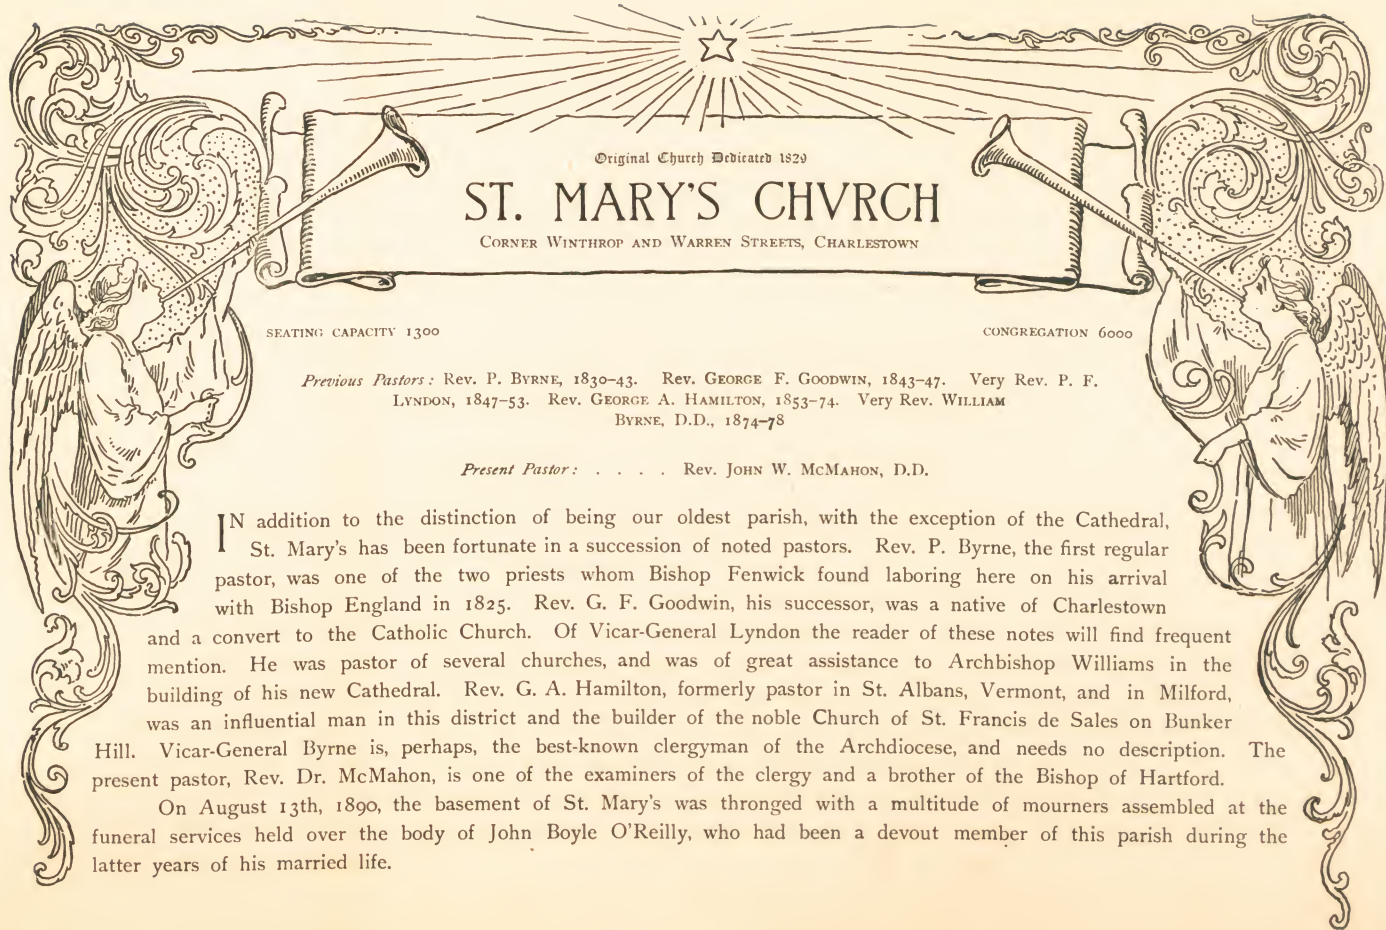 Original Church Dedicated 1829
ST. MARY'S CHVRCH
CORNER WINTHROP AND WARREN STREETS, CHARLESTOWN
SEATING CAPACITY 1300 CONGREGATION 6000
Previous Pastors: Rev. P. BYRNE, 1830–43. Rev. GEORGE F. GOODWIN, 1843–47. Very Rev. P. F.
LYNDON, 1847–53. Rev. GEORGE A. HAMILTON, 1853–74. Very Rev. WILLIAM
BYRNE, D.D., 1874–78
Present Pastor: . . . . Rev. JOHN W. MCMAHON, D.D.
IN addition to the distinction of being our oldest parish, with the exception of the Cathedral,
St. Mary's has been fortunate in a succession of noted pastors. Rev. P. Byrne, the first regular
pastor, was one of the two priests whom Bishop Fenwick found laboring here on his arrival
with Bishop England in 1825. Rev. G. F. Goodwin, his successor, was a native of Charlestown
and a convert to the Catholic Church. Of Vicar-General Lyndon the reader of these notes will find frequent
mention. He was pastor of several churches, and was of great assistance to Archbishop Williams in the
building of his new Cathedral. Rev. G. A. Hamilton, formerly pastor in St. Albans, Vermont, and in Milford,
was an influential man in this district and the builder of the noble Church of St. Francis de Sales on Bunker
Hill. Vicar-General Byrne is, perhaps, the best-known clergyman of the Archdiocese, and needs no description. The
present pastor, Rev. Dr. McMahon, is one of the examiners of the clergy and a brother of the Bishop of Hartford.
On August 13th, 1890, the basement of St. Mary's was thronged with a multitude of mourners assembled at the
funeral services held over the body of John Boyle O'Reilly, who had been a devout member of this parish during the
latter years of his married life.